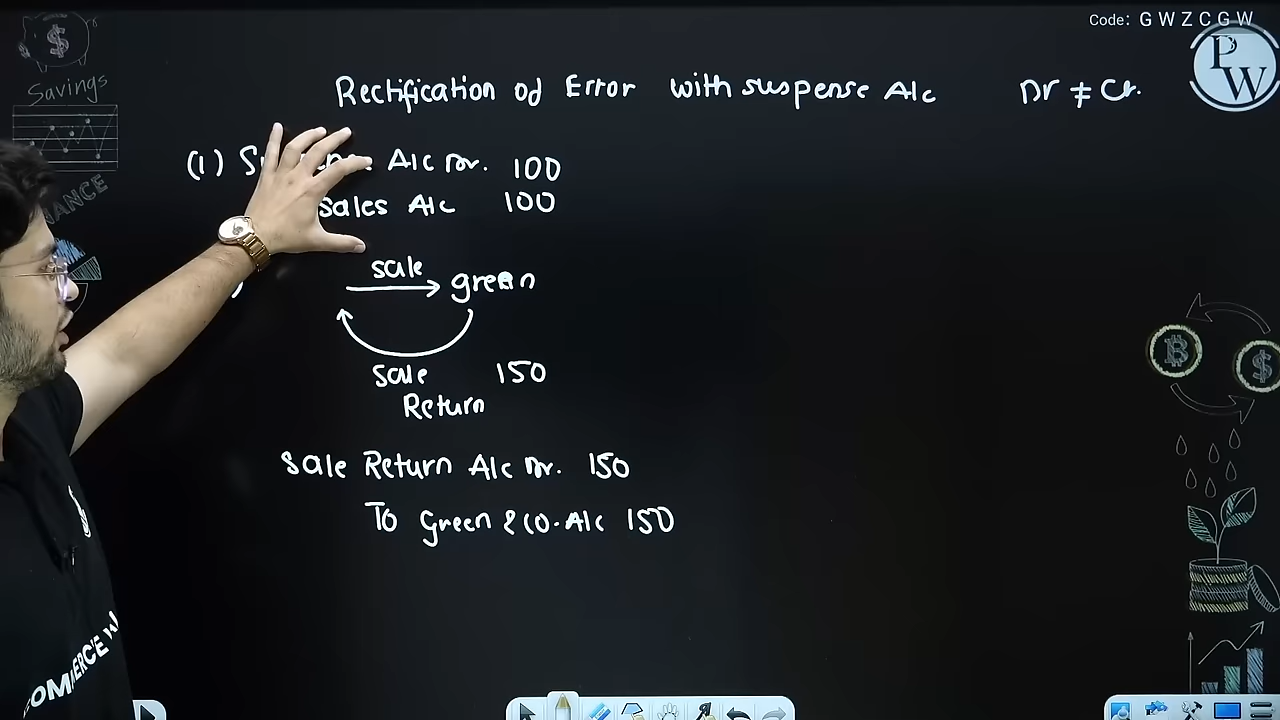 Code: G W Z C G W
PW
Savings
Rectification od Error with suspense A/c Dr ≠ Cr.
(1) A/c Dr. 100
Sales A/c 100
sale
green
sale 150
Return
Sale Return A/c Dr. 150
To Green & Co. A/c 150